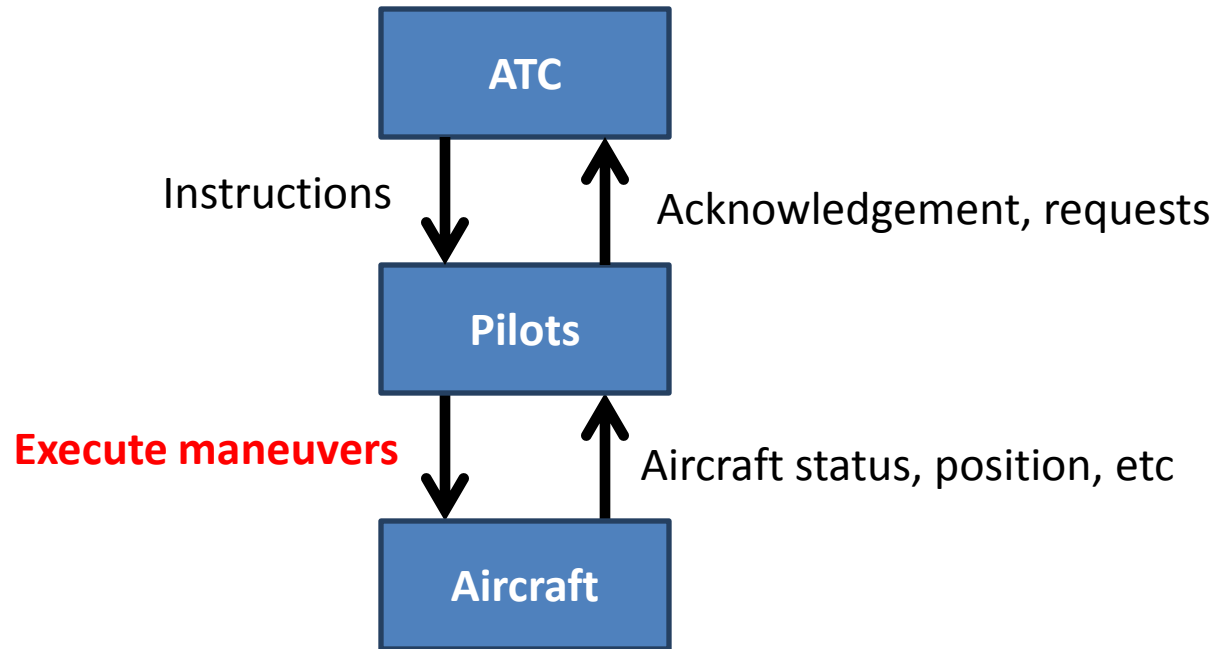 ATC
Instructions
Acknowledgement, requests
Pilots
Execute maneuvers
Aircraft status, position, etc
Aircraft